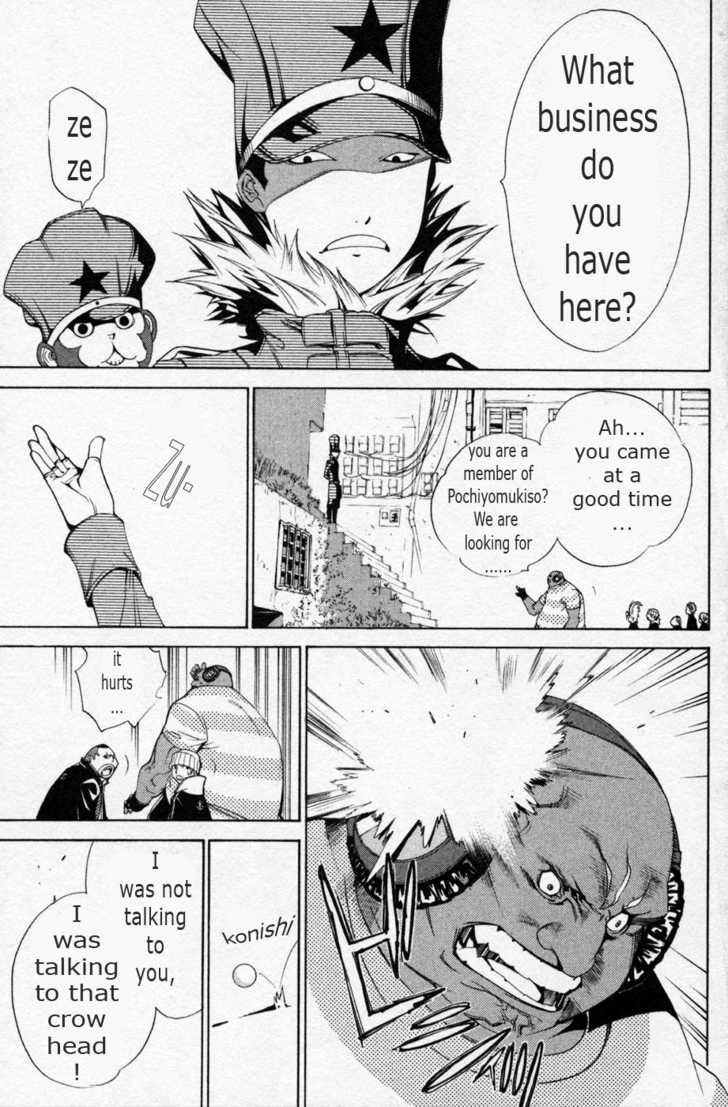 What
business
do
you
have
here?
ze
ze
Ah...
you came
at a
good time
...
you are a
member of
Pochiyomukiso?
We are
looking for
......
Zu-
it
hurts
...
konishi
I
was not
talking
to
you,
I
was
talking
to that
crow
head
!